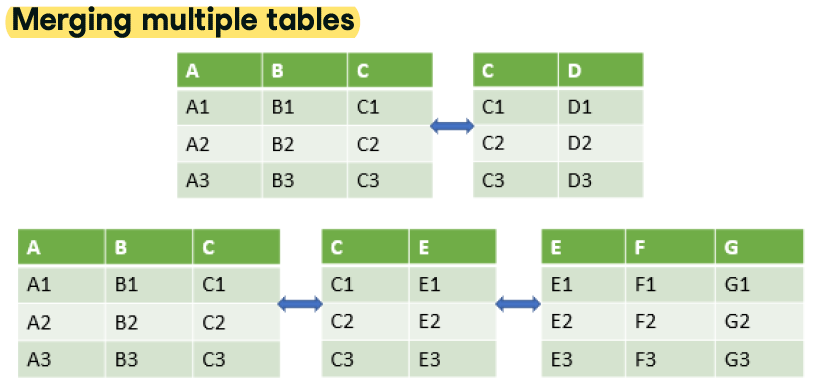 Merging multiple tables
A B C C D
A1 B1 C1 C1 D1
A2 B2 C2 C2 D2
A3 B3 C3 C3 D3
A B C C E E F G
A1 B1 C1 C1 E1 E1 F1 G1
A2 B2 C2 C2 E2 E2 F2 G2
A3 B3 C3 C3 E3 E3 F3 G3